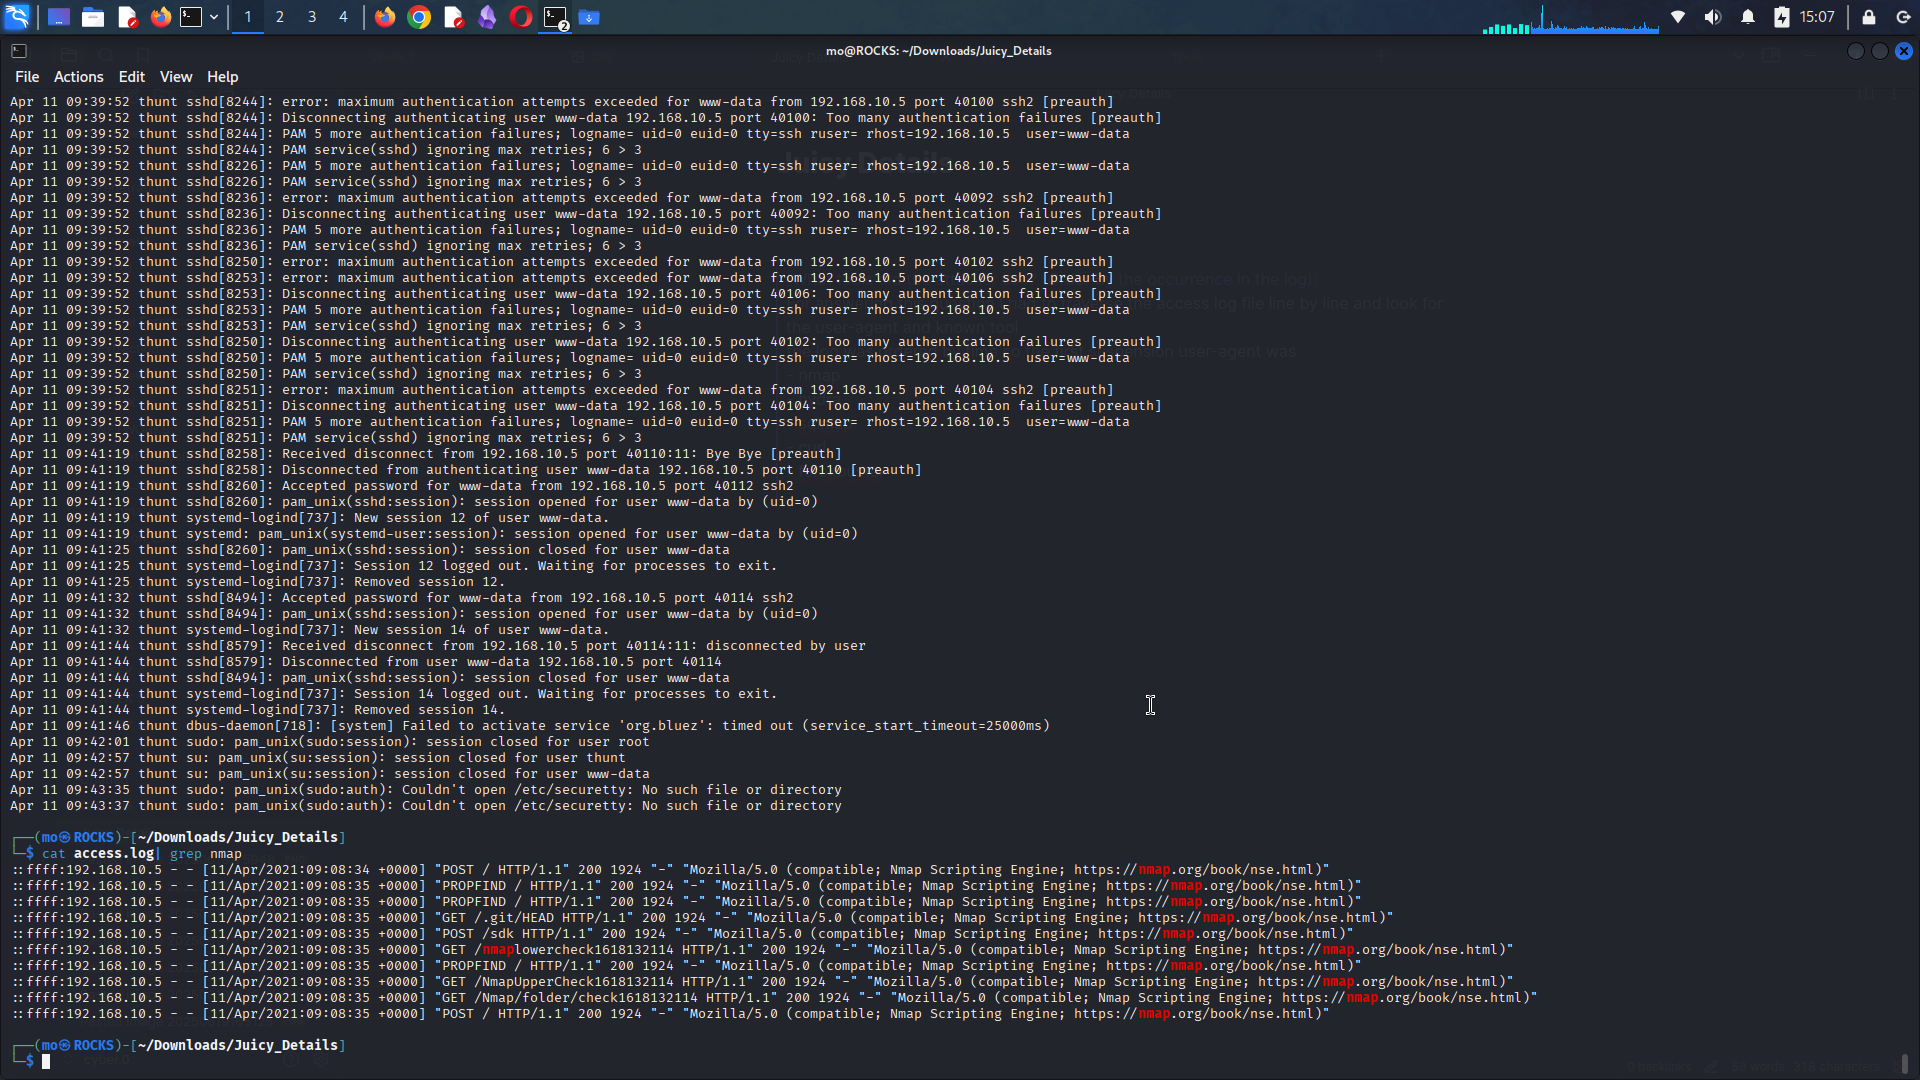 1
2
3
4
2
15:07
mo@ROCKS: ~/Downloads/Juicy_Details
File Actions Edit View Help
Apr 11 09:39:52 thunt sshd[8244]: error: maximum authentication attempts exceeded for www-data from 192.168.10.5 port 40100 ssh2 [preauth]
Apr 11 09:39:52 thunt sshd[8244]: Disconnecting authenticating user www-data 192.168.10.5 port 40100: Too many authentication failures [preauth]
Apr 11 09:39:52 thunt sshd[8244]: PAM 5 more authentication failures; logname= uid=0 euid=0 tty=ssh ruser= rhost=192.168.10.5  user=www-data
Apr 11 09:39:52 thunt sshd[8244]: PAM service(sshd) ignoring max retries; 6 > 3
Apr 11 09:39:52 thunt sshd[8226]: PAM 5 more authentication failures; logname= uid=0 euid=0 tty=ssh ruser= rhost=192.168.10.5  user=www-data
Apr 11 09:39:52 thunt sshd[8226]: PAM service(sshd) ignoring max retries; 6 > 3
Apr 11 09:39:52 thunt sshd[8236]: error: maximum authentication attempts exceeded for www-data from 192.168.10.5 port 40092 ssh2 [preauth]
Apr 11 09:39:52 thunt sshd[8236]: Disconnecting authenticating user www-data 192.168.10.5 port 40092: Too many authentication failures [preauth]
Apr 11 09:39:52 thunt sshd[8236]: PAM 5 more authentication failures; logname= uid=0 euid=0 tty=ssh ruser= rhost=192.168.10.5  user=www-data
Apr 11 09:39:52 thunt sshd[8236]: PAM service(sshd) ignoring max retries; 6 > 3
Apr 11 09:39:52 thunt sshd[8250]: error: maximum authentication attempts exceeded for www-data from 192.168.10.5 port 40102 ssh2 [preauth]
Apr 11 09:39:52 thunt sshd[8253]: error: maximum authentication attempts exceeded for www-data from 192.168.10.5 port 40106 ssh2 [preauth]
Apr 11 09:39:52 thunt sshd[8253]: Disconnecting authenticating user www-data 192.168.10.5 port 40106: Too many authentication failures [preauth]
Apr 11 09:39:52 thunt sshd[8253]: PAM 5 more authentication failures; logname= uid=0 euid=0 tty=ssh ruser= rhost=192.168.10.5  user=www-data
Apr 11 09:39:52 thunt sshd[8253]: PAM service(sshd) ignoring max retries; 6 > 3
Apr 11 09:39:52 thunt sshd[8250]: Disconnecting authenticating user www-data 192.168.10.5 port 40102: Too many authentication failures [preauth]
Apr 11 09:39:52 thunt sshd[8250]: PAM 5 more authentication failures; logname= uid=0 euid=0 tty=ssh ruser= rhost=192.168.10.5  user=www-data
Apr 11 09:39:52 thunt sshd[8250]: PAM service(sshd) ignoring max retries; 6 > 3
Apr 11 09:39:52 thunt sshd[8251]: error: maximum authentication attempts exceeded for www-data from 192.168.10.5 port 40104 ssh2 [preauth]
Apr 11 09:39:52 thunt sshd[8251]: Disconnecting authenticating user www-data 192.168.10.5 port 40104: Too many authentication failures [preauth]
Apr 11 09:39:52 thunt sshd[8251]: PAM 5 more authentication failures; logname= uid=0 euid=0 tty=ssh ruser= rhost=192.168.10.5  user=www-data
Apr 11 09:39:52 thunt sshd[8251]: PAM service(sshd) ignoring max retries; 6 > 3
Apr 11 09:41:19 thunt sshd[8258]: Received disconnect from 192.168.10.5 port 40110:11: Bye Bye [preauth]
Apr 11 09:41:19 thunt sshd[8258]: Disconnected from authenticating user www-data 192.168.10.5 port 40110 [preauth]
Apr 11 09:41:19 thunt sshd[8260]: Accepted password for www-data from 192.168.10.5 port 40112 ssh2
Apr 11 09:41:19 thunt sshd[8260]: pam_unix(sshd:session): session opened for user www-data by (uid=0)
Apr 11 09:41:19 thunt systemd-logind[737]: New session 12 of user www-data.
Apr 11 09:41:19 thunt systemd: pam_unix(systemd-user:session): session opened for user www-data by (uid=0)
Apr 11 09:41:25 thunt sshd[8260]: pam_unix(sshd:session): session closed for user www-data
Apr 11 09:41:25 thunt systemd-logind[737]: Session 12 logged out. Waiting for processes to exit.
Apr 11 09:41:25 thunt systemd-logind[737]: Removed session 12.
Apr 11 09:41:32 thunt sshd[8494]: Accepted password for www-data from 192.168.10.5 port 40114 ssh2
Apr 11 09:41:32 thunt sshd[8494]: pam_unix(sshd:session): session opened for user www-data by (uid=0)
Apr 11 09:41:32 thunt systemd-logind[737]: New session 14 of user www-data.
Apr 11 09:41:44 thunt sshd[8579]: Received disconnect from 192.168.10.5 port 40114:11: disconnected by user
Apr 11 09:41:44 thunt sshd[8579]: Disconnected from user www-data 192.168.10.5 port 40114
Apr 11 09:41:44 thunt sshd[8494]: pam_unix(sshd:session): session closed for user www-data
Apr 11 09:41:44 thunt systemd-logind[737]: Session 14 logged out. Waiting for processes to exit.
Apr 11 09:41:44 thunt systemd-logind[737]: Removed session 14.
Apr 11 09:41:46 thunt dbus-daemon[718]: [system] Failed to activate service 'org.bluez': timed out (service_start_timeout=25000ms)
Apr 11 09:42:01 thunt sudo: pam_unix(sudo:session): session closed for user root
Apr 11 09:42:57 thunt su: pam_unix(su:session): session closed for user thunt
Apr 11 09:42:57 thunt su: pam_unix(su:session): session closed for user www-data
Apr 11 09:43:35 thunt sudo: pam_unix(sudo:auth): Couldn't open /etc/securetty: No such file or directory
Apr 11 09:43:37 thunt sudo: pam_unix(sudo:auth): Couldn't open /etc/securetty: No such file or directory
┌──(mo㉿ROCKS)-[~/Downloads/Juicy_Details]
└─$ cat access.log| grep nmap
::ffff:192.168.10.5 - - [11/Apr/2021:09:08:34 +0000] "POST / HTTP/1.1" 200 1924 "-" "Mozilla/5.0 (compatible; Nmap Scripting Engine; https://nmap.org/book/nse.html)"
::ffff:192.168.10.5 - - [11/Apr/2021:09:08:35 +0000] "PROPFIND / HTTP/1.1" 200 1924 "-" "Mozilla/5.0 (compatible; Nmap Scripting Engine; https://nmap.org/book/nse.html)"
::ffff:192.168.10.5 - - [11/Apr/2021:09:08:35 +0000] "PROPFIND / HTTP/1.1" 200 1924 "-" "Mozilla/5.0 (compatible; Nmap Scripting Engine; https://nmap.org/book/nse.html)"
::ffff:192.168.10.5 - - [11/Apr/2021:09:08:35 +0000] "GET /.git/HEAD HTTP/1.1" 200 1924 "-" "Mozilla/5.0 (compatible; Nmap Scripting Engine; https://nmap.org/book/nse.html)"
::ffff:192.168.10.5 - - [11/Apr/2021:09:08:35 +0000] "POST /sdk HTTP/1.1" 200 1924 "-" "Mozilla/5.0 (compatible; Nmap Scripting Engine; https://nmap.org/book/nse.html)"
::ffff:192.168.10.5 - - [11/Apr/2021:09:08:35 +0000] "GET /nmaplowercheck1618132114 HTTP/1.1" 200 1924 "-" "Mozilla/5.0 (compatible; Nmap Scripting Engine; https://nmap.org/book/nse.html)"
::ffff:192.168.10.5 - - [11/Apr/2021:09:08:35 +0000] "PROPFIND / HTTP/1.1" 200 1924 "-" "Mozilla/5.0 (compatible; Nmap Scripting Engine; https://nmap.org/book/nse.html)"
::ffff:192.168.10.5 - - [11/Apr/2021:09:08:35 +0000] "GET /NmapUpperCheck1618132114 HTTP/1.1" 200 1924 "-" "Mozilla/5.0 (compatible; Nmap Scripting Engine; https://nmap.org/book/nse.html)"
::ffff:192.168.10.5 - - [11/Apr/2021:09:08:35 +0000] "GET /Nmap/folder/check1618132114 HTTP/1.1" 200 1924 "-" "Mozilla/5.0 (compatible; Nmap Scripting Engine; https://nmap.org/book/nse.html)"
::ffff:192.168.10.5 - - [11/Apr/2021:09:08:35 +0000] "POST / HTTP/1.1" 200 1924 "-" "Mozilla/5.0 (compatible; Nmap Scripting Engine; https://nmap.org/book/nse.html)"
┌──(mo㉿ROCKS)-[~/Downloads/Juicy_Details]
└─$